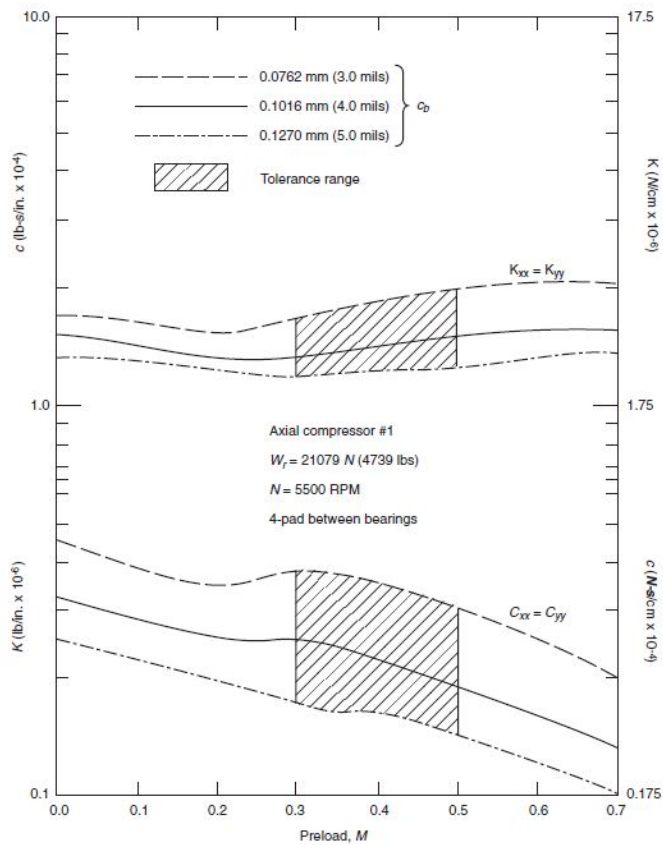 10.0
17.5
0.0762 mm (3.0 mils)
0.1016 mm (4.0 mils)
0.1270 mm (5.0 mils)
c_b
Tolerance range
c (lb-s/in. x 10⁻⁴)
K (N/cm x 10⁻⁶)
K_xx = K_yy
1.0
1.75
Axial compressor #1
W_r = 21079 N (4739 lbs)
N = 5500 RPM
4-pad between bearings
K (lb/in. x 10⁻⁶)
c (N-s/cm x 10⁻⁴)
C_xx = C_yy
0.1
0.175
0.0 0.1 0.2 0.3 0.4 0.5 0.6 0.7
Preload, M